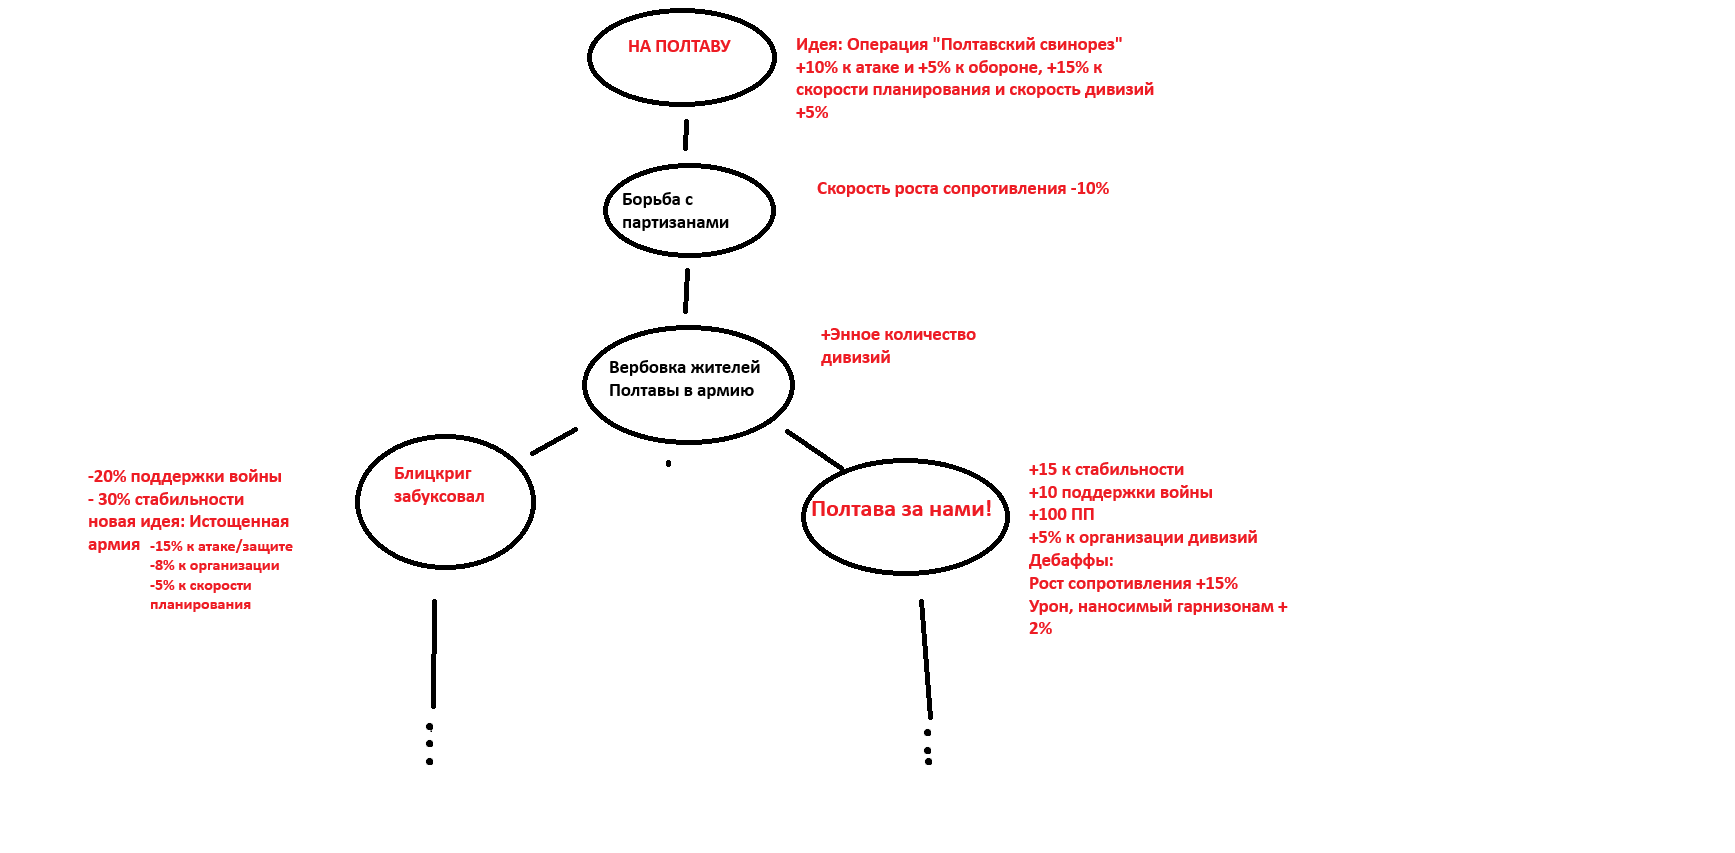 НА ПОЛТАВУ
Идея: Операция "Полтавский свинорез"
+10% к атаке и +5% к обороне, +15% к
скорости планирования и скорость дивизий
+5%
Борьба с
партизанами
Скорость роста сопротивления -10%
Вербовка жителей
Полтавы в армию
+Энное количество
дивизий
Блицкриг
забуксовал
-20% поддержки войны
- 30% стабильности
новая идея: Истощенная
армия
-15% к атаке/защите
-8% к организации
-5% к скорости
планирования
Полтава за нами!
+15 к стабильности
+10 поддержки войны
+100 ПП
+5% к организации дивизий
Дебаффы:
Рост сопротивления +15%
Урон, наносимый гарнизонам +
2%